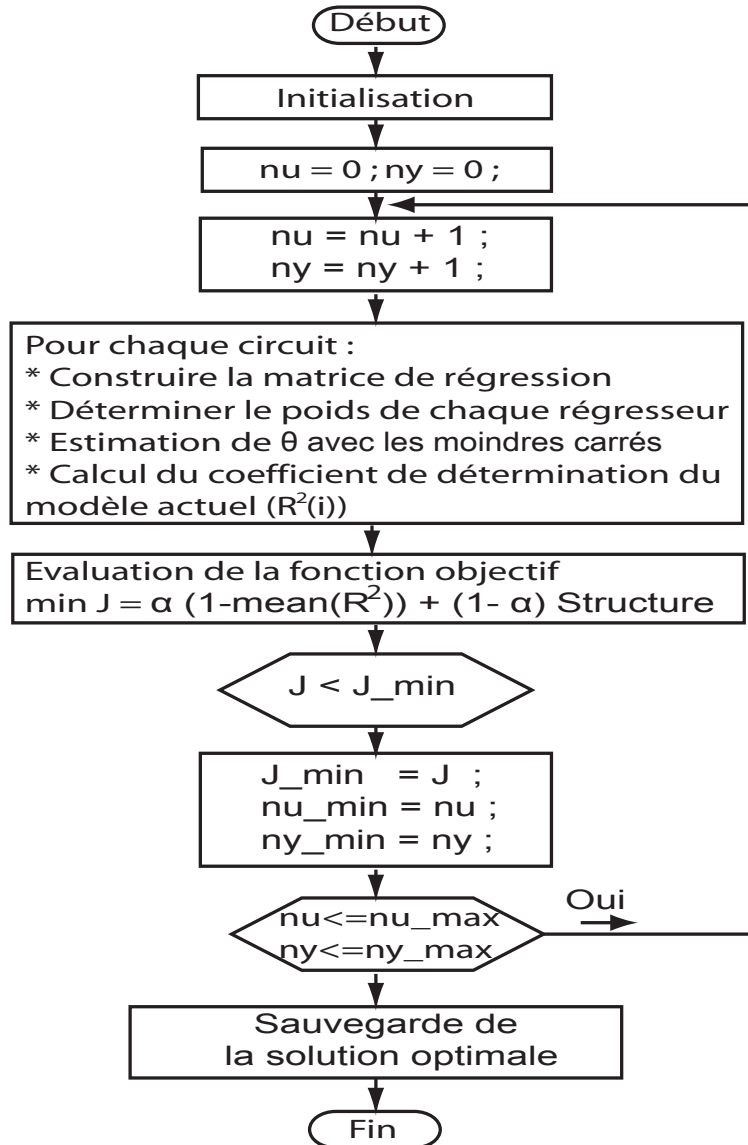 Début
Initialisation
nu = 0 ; ny = 0 ;
nu = nu + 1 ;
ny = ny + 1 ;
Pour chaque circuit :
* Construire la matrice de régression
* Déterminer le poids de chaque régresseur
* Estimation de θ avec les moindres carrés
* Calcul du coefficient de détermination du
modèle actuel (R²(i))
Evaluation de la fonction objectif
min J = α (1-mean(R²)) + (1- α) Structure
J < J_min
J_min = J ;
nu_min = nu ;
ny_min = ny ;
Oui
nu<=nu_max
ny<=ny_max
Sauvegarde de
la solution optimale
Fin